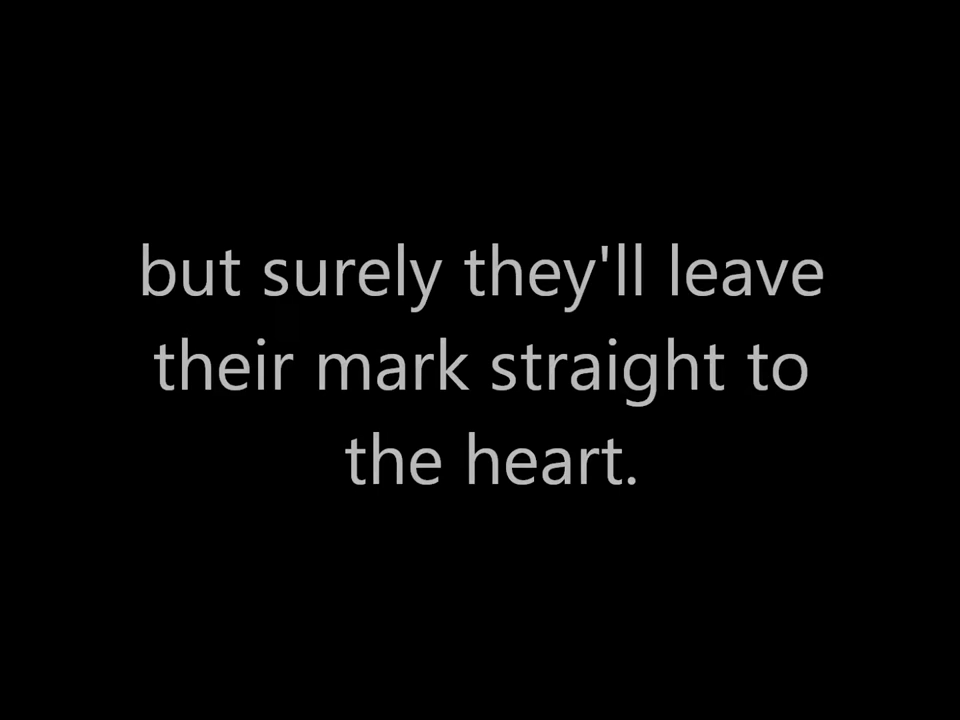 but surely they'll leave
their mark straight to
the heart.